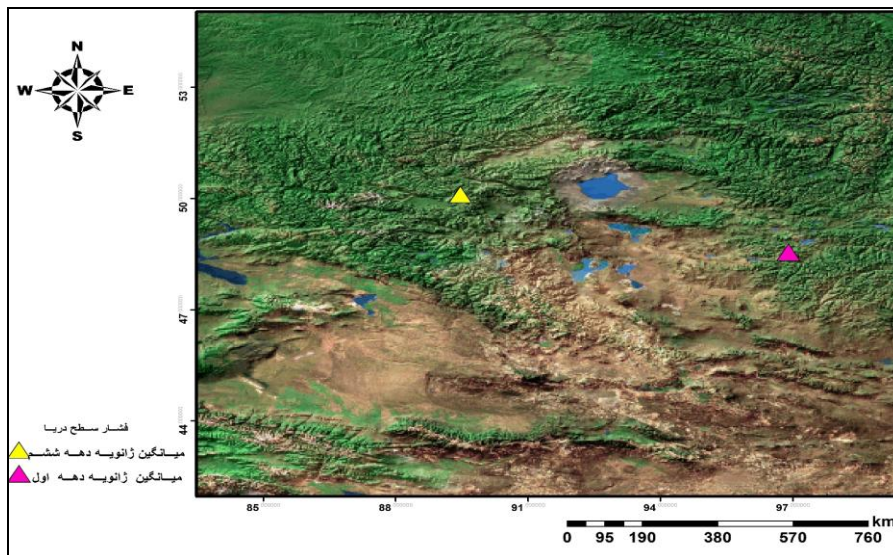 N
W E
S
53
50
47
44
85 88 91 94 97
فشار سطح دریا
میانگین ژانویه دهه ششم
میانگین ژانویه دهه اول
km
0 95 190 380 570 760